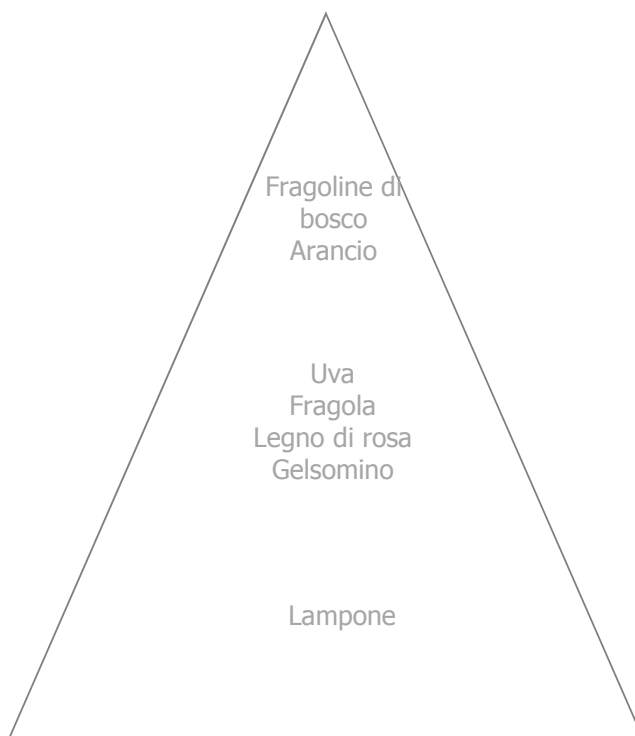 Fragoline di
bosco
Arancio
Uva
Fragola
Legno di rosa
Gelsomino
Lampone